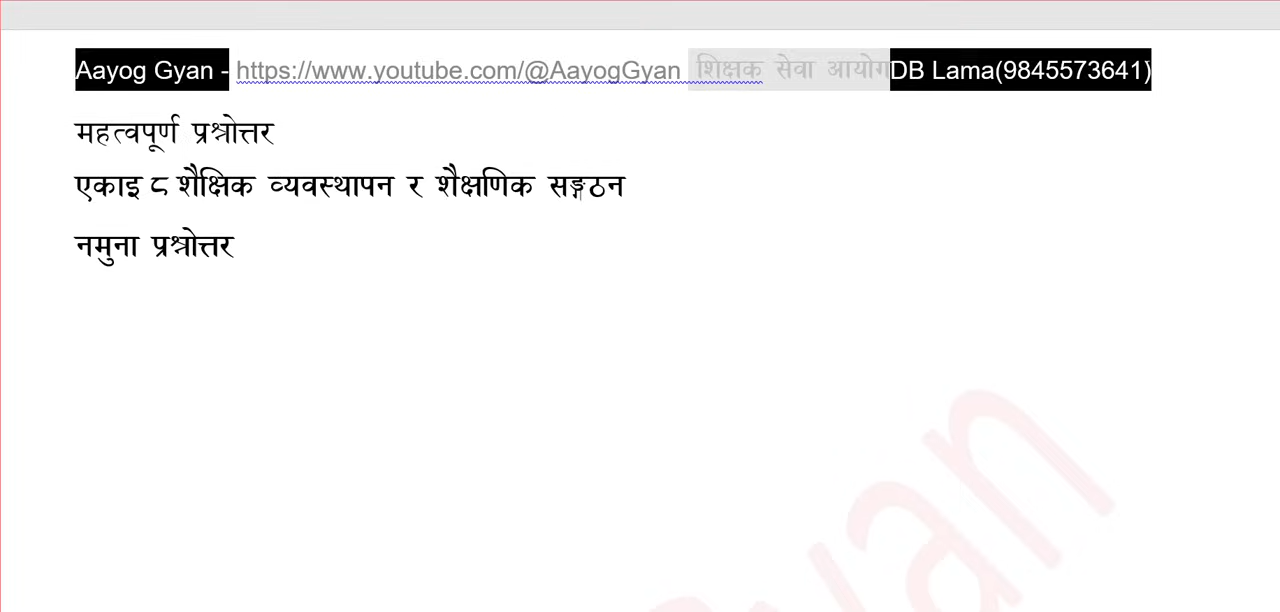 Aayog Gyan - https://www.youtube.com/@AayogGyan शिक्षक सेवा आयोगDB Lama(9845573641)
महत्वपूर्ण प्रश्नोत्तर
एकाइ ८ शैक्षिक व्यवस्थापन र शैक्षणिक सङ्गठन
नमुना प्रश्नोत्तर